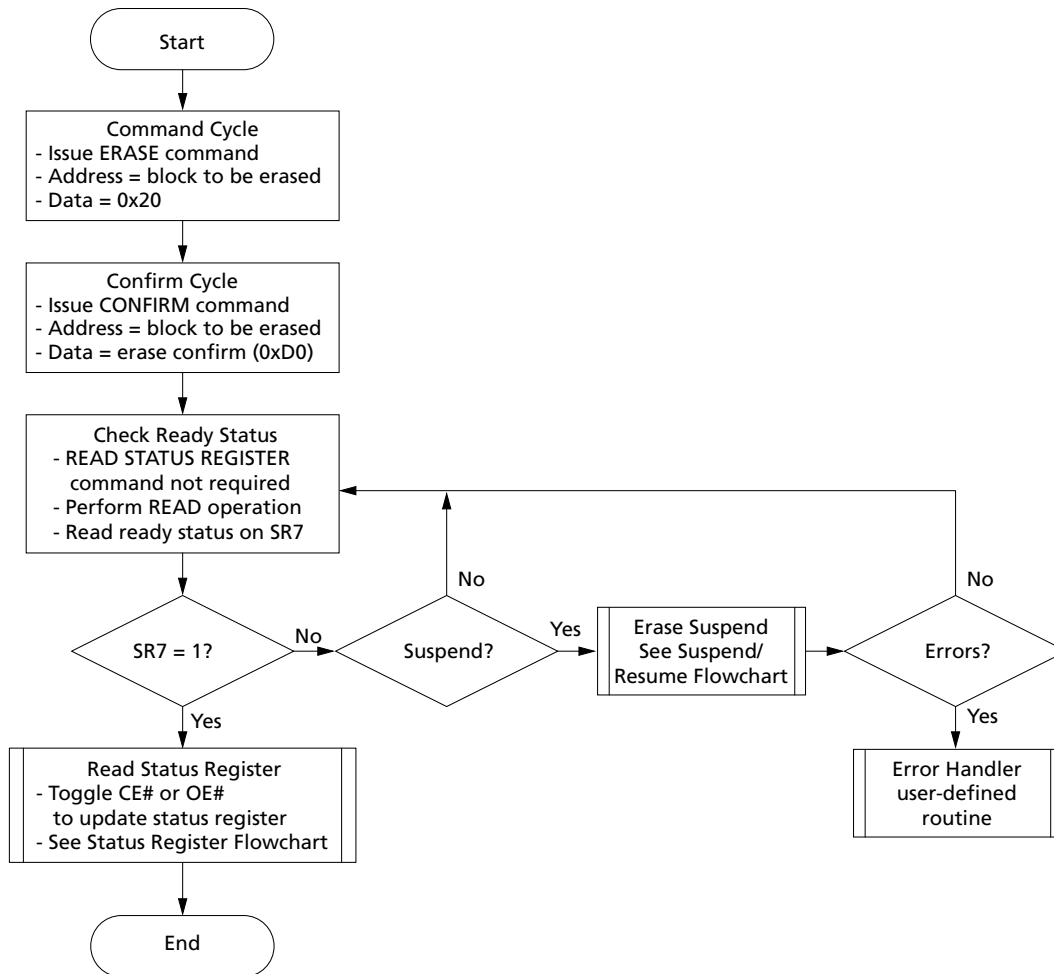 Start
Command Cycle
- Issue ERASE command
- Address = block to be erased
- Data = 0x20
Confirm Cycle
- Issue CONFIRM command
- Address = block to be erased
- Data = erase confirm (0xD0)
Check Ready Status
- READ STATUS REGISTER
command not required
- Perform READ operation
- Read ready status on SR7
No
No
SR7 = 1?
No
Suspend?
Yes
Erase Suspend
See Suspend/
Resume Flowchart
Errors?
Yes
Yes
Read Status Register
- Toggle CE# or OE#
to update status register
- See Status Register Flowchart
Error Handler
user-defined
routine
End